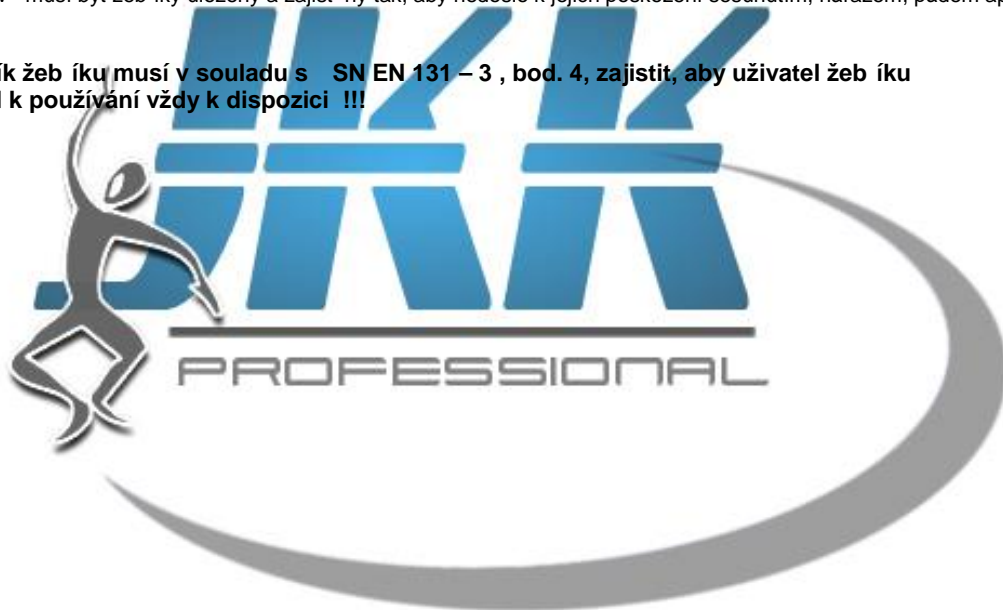 musí být žeb íky uloženy a zajišt ny tak, aby nedošlo k jejich poškození sesunutím, nárazem, pádem ap
ík žeb íku musí v souladu s SN EN 131 – 3 , bod. 4, zajistit, aby uživatel žeb íku
l k používání vždy k dispozici !!!
JKK
PROFESSIONAL